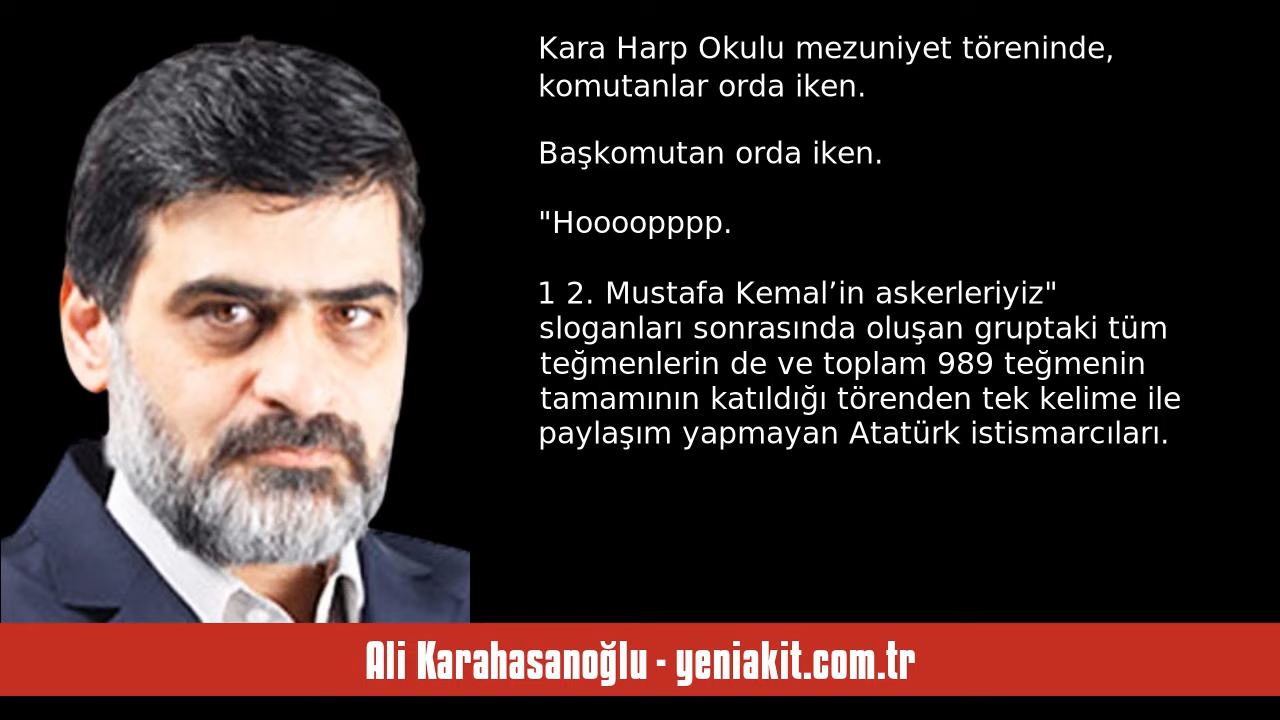 Kara Harp Okulu mezuniyet töreninde,
komutanlar orda iken.
Başkomutan orda iken.
"Hoooopppp.
1 2. Mustafa Kemal’in askerleriyiz"
sloganları sonrasında oluşan gruptaki tüm
teğmenlerin de ve toplam 989 teğmenin
tamamının katıldığı törenden tek kelime ile
paylaşım yapmayan Atatürk istismarcıları.
Ali Karahasanoğlu - yeniakit.com.tr